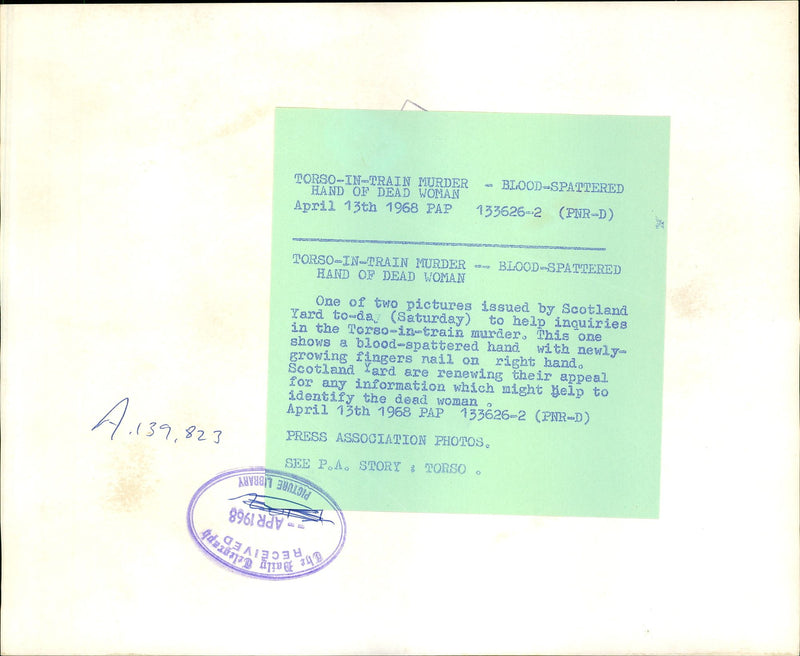 TORSO-IN-TRAIN MURDER - BLOOD-SPATTERED
HAND OF DEAD WOMAN
April 13th 1968 PAP 133626-2 (PNR-D)
TORSO-IN-TRAIN MURDER -- BLOOD-SPATTERED
HAND OF DEAD WOMAN
One of two pictures issued by Scotland
Yard to-day (Saturday) to help inquiries
in the Torso-in-train murder. This one
shows a blood-spattered hand with newly-
growing fingers nail on right hand.
Scotland Yard are renewing their appeal
for any information which might help to
identify the dead woman .
April 13th 1968 PAP 133626-2 (PNR-D)
PRESS ASSOCIATION PHOTOS.
SEE P.A. STORY : TORSO .
A.139,823
The Daily Telegraph
RECEIVED
APR 1968
PICTURE LIBRARY